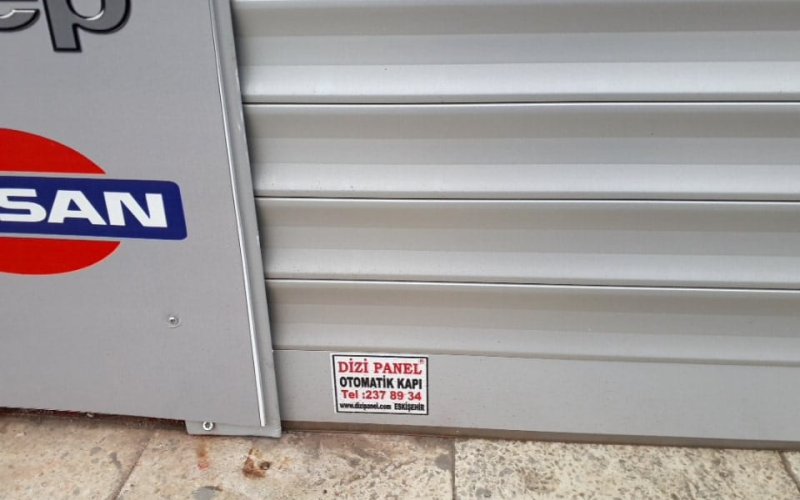 ep
SAN
DİZİ PANEL
OTOMATİK KAPI
Tel :237 89 34
www.dizipanel.com ESKİŞEHİR